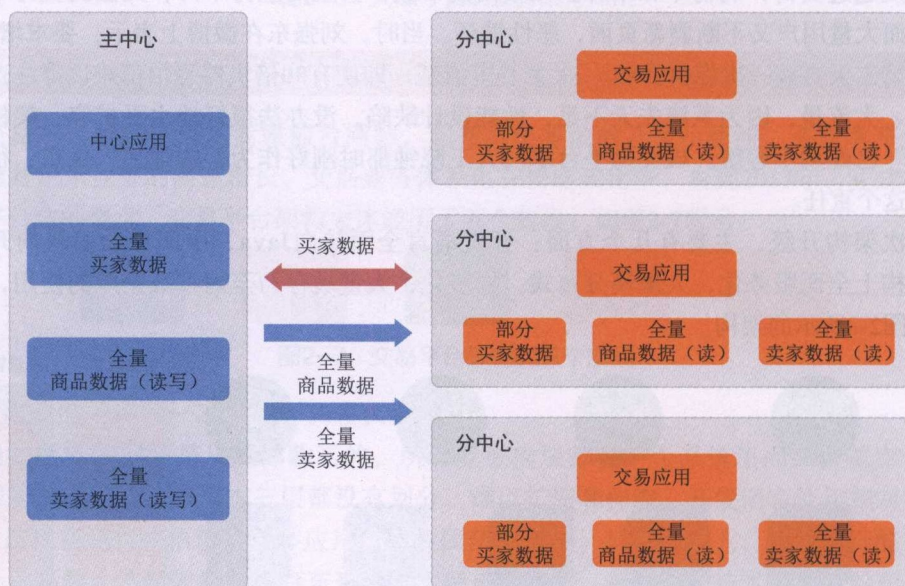 主中心
中心应用
全量
买家数据
全量
商品数据（读写）
全量
卖家数据（读写）
买家数据
全量
商品数据
全量
卖家数据
分中心
交易应用
部分
买家数据
全量
商品数据（读）
全量
卖家数据（读）
分中心
交易应用
部分
买家数据
全量
商品数据（读）
全量
卖家数据（读）
分中心
交易应用
部分
买家数据
全量
商品数据（读）
全量
卖家数据（读）